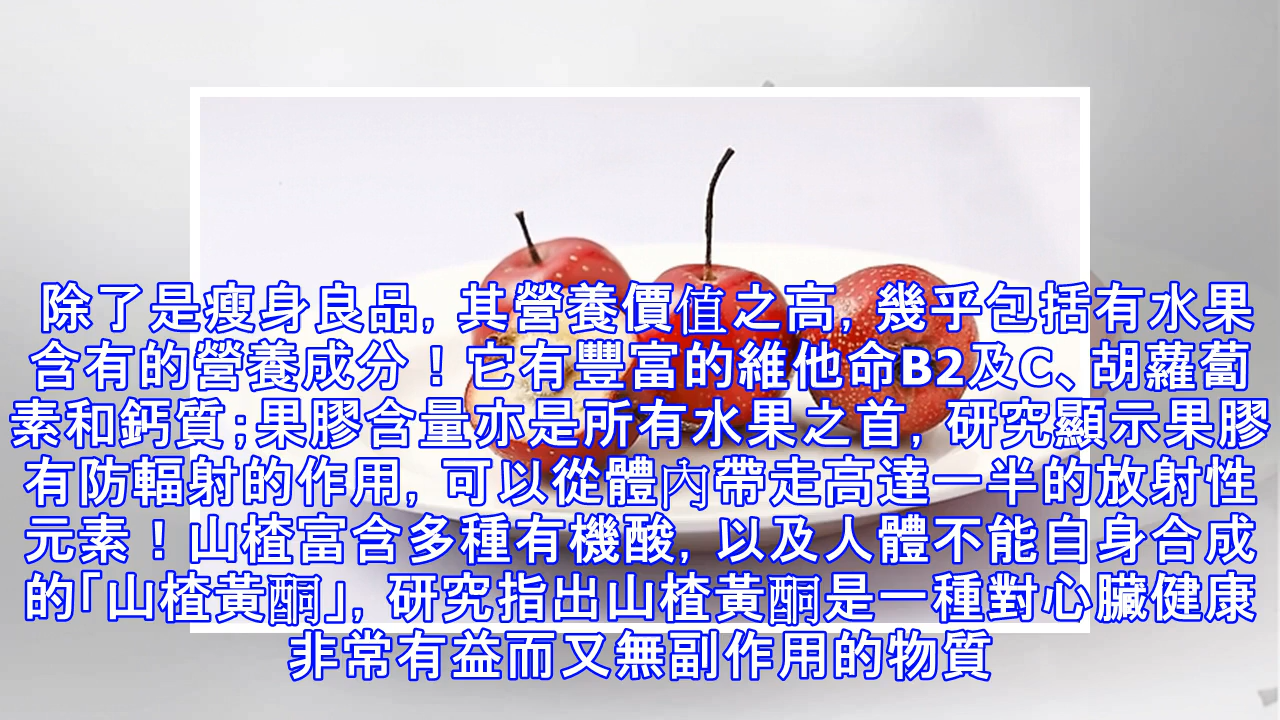 除了是瘦身良品, 其營養價值之高, 幾乎包括有水果
含有的營養成分！它有豐富的維他命B2及C、胡蘿蔔
素和鈣質;果膠含量亦是所有水果之首, 研究顯示果膠
有防輻射的作用, 可以從體內帶走高達一半的放射性
元素！山楂富含多種有機酸, 以及人體不能自身合成
的「山楂黃酮」, 研究指出山楂黃酮是一種對心臟健康
非常有益而又無副作用的物質